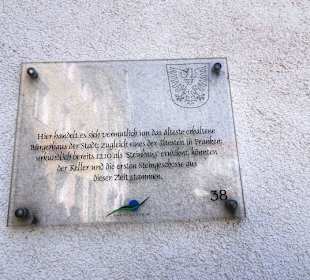 Hier handelt es sich vermutlich um das älteste erhaltene
Bürgerhaus der Stadt; zugleich eines der ältesten in Franken:
urkundlich bereits 1210 als "Steinhaus" erwähnt, könnten
der Keller und die ersten Steingeschosse aus
dieser Zeit stammen.
38